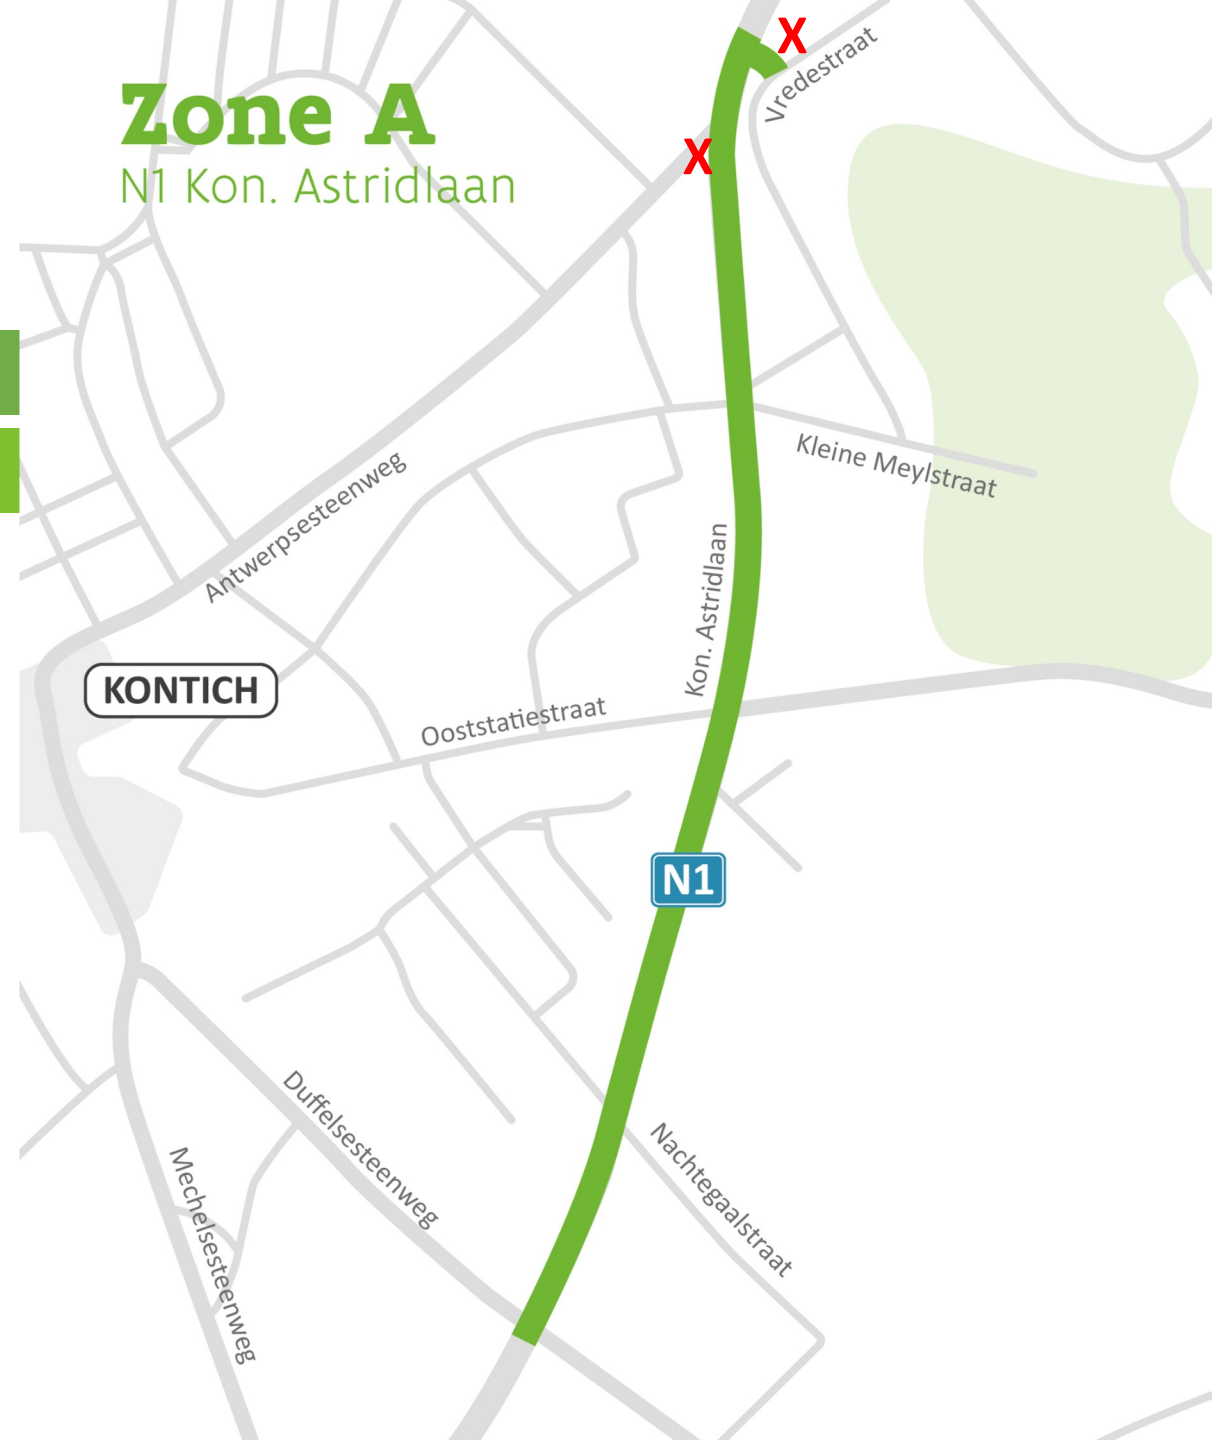 X
Vredestraat
Zone A
N1 Kon. Astridlaan
X
Kleine Meylstraat
Antwerpsesteenweg
Kon. Astridlaan
KONTICH
Ooststatiestraat
N1
Duffelsesteenweg
Nachtegaalstraat
Mechelsesteenweg